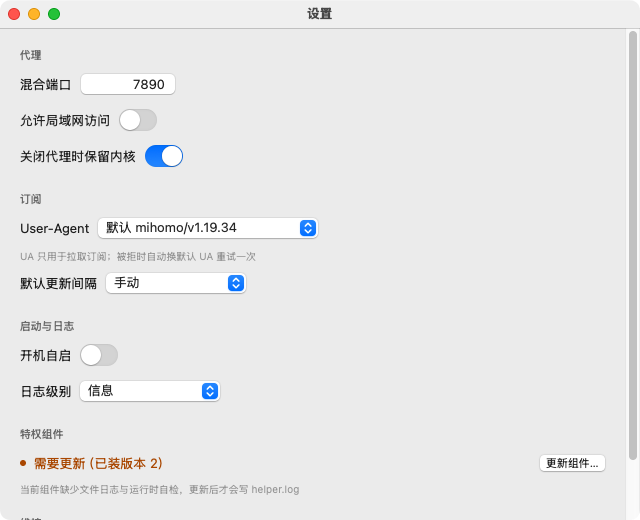 设置
代理
混合端口 7890
允许局域网访问
关闭代理时保留内核
订阅
User-Agent 默认 mihomo/v1.19.34
UA 只用于拉取订阅；被拒时自动换默认 UA 重试一次
默认更新间隔 手动
启动与日志
开机自启
日志级别 信息
特权组件
需要更新 (已装版本 2) 更新组件...
当前组件缺少文件日志与运行时自检，更新后才会写 helper.log